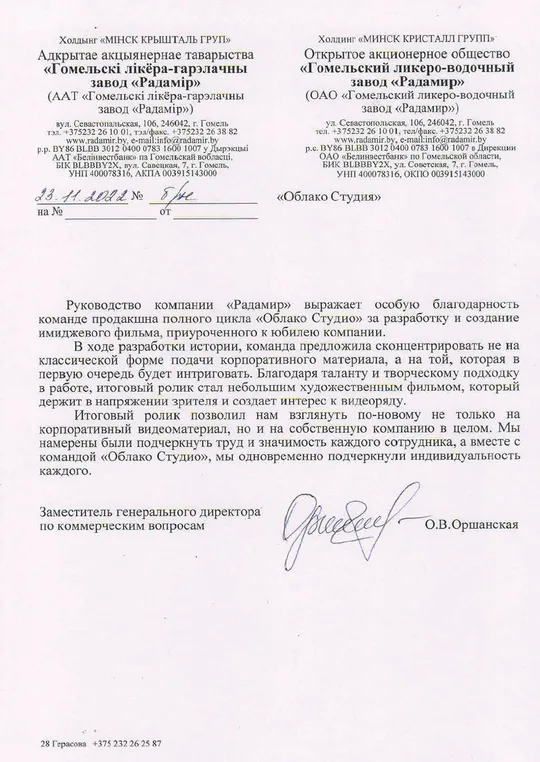 Холдынг «МІНСК КРЫШТАЛЬ ГРУП»
Адкрытае акцыянернае таварыства
«Гомельскі лікёра-гарэлачны
завод «Радамір»
(ААТ «Гомельскі лікёра-гарэлачны
завод «Радамір»)
вул. Севастопальская, 106, 246042, г. Гомель
тэл. +375232 26 10 01, тэл/факс. +375232 26 38 82
www.radamir.by, e-mail:info@radamir.by
р.р. BY86 BLBB 3012 0400 0783 1600 1007 у Дырэкцыі
ААТ «Белінвестбанк» па Гомельскай вобласці,
БІК BLBBBY2X, вул. Савецкая, 7, г. Гомель,
УНП 400078316, АКПА 003915143000
23.11.2022 № б/н
на № от
Холдинг «МИНСК КРИСТАЛЛ ГРУПП»
Открытое акционерное общество
«Гомельский ликеро-водочный
завод «Радамир»
(ОАО «Гомельский ликеро-водочный
завод «Радамир»)
ул. Севастопольская, 106, 246042, г. Гомель
тел. +375232 26 10 01, тел/факс. +375232 26 38 82
www.radamir.by, e-mail:info@radamir.by
р.с. BY86 BLBB 3012 0400 0783 1600 1007 в Дирекции
ОАО «Белинвестбанк» по Гомельской области,
БИК BLBBBY2X, ул. Советская, 7, г. Гомель,
УНП 400078316, ОКПО 003915143000
«Облако Студия»
Руководство компании «Радамир» выражает особую благодарность
команде продакшна полного цикла «Облако Студио» за разработку и создание
имиджевого фильма, приуроченного к юбилею компании.
В ходе разработки истории, команда предложила сконцентрировать не на
классической форме подачи корпоративного материала, а на той, которая в
первую очередь будет интриговать. Благодаря таланту и творческому подходу
в работе, итоговый ролик стал небольшим художественным фильмом, который
держит в напряжении зрителя и создает интерес к видеоряду.
Итоговый ролик позволил нам взглянуть по-новому не только на
корпоративный видеоматериал, но и на собственную компанию в целом. Мы
намерены были подчеркнуть труд и значимость каждого сотрудника, а вместе с
командой «Облако Студио», мы одновременно подчеркнули индивидуальность
каждого.
Заместитель генерального директора
по коммерческим вопросам
О.В.Оршанская
28 Герасова +375 232 26 25 87